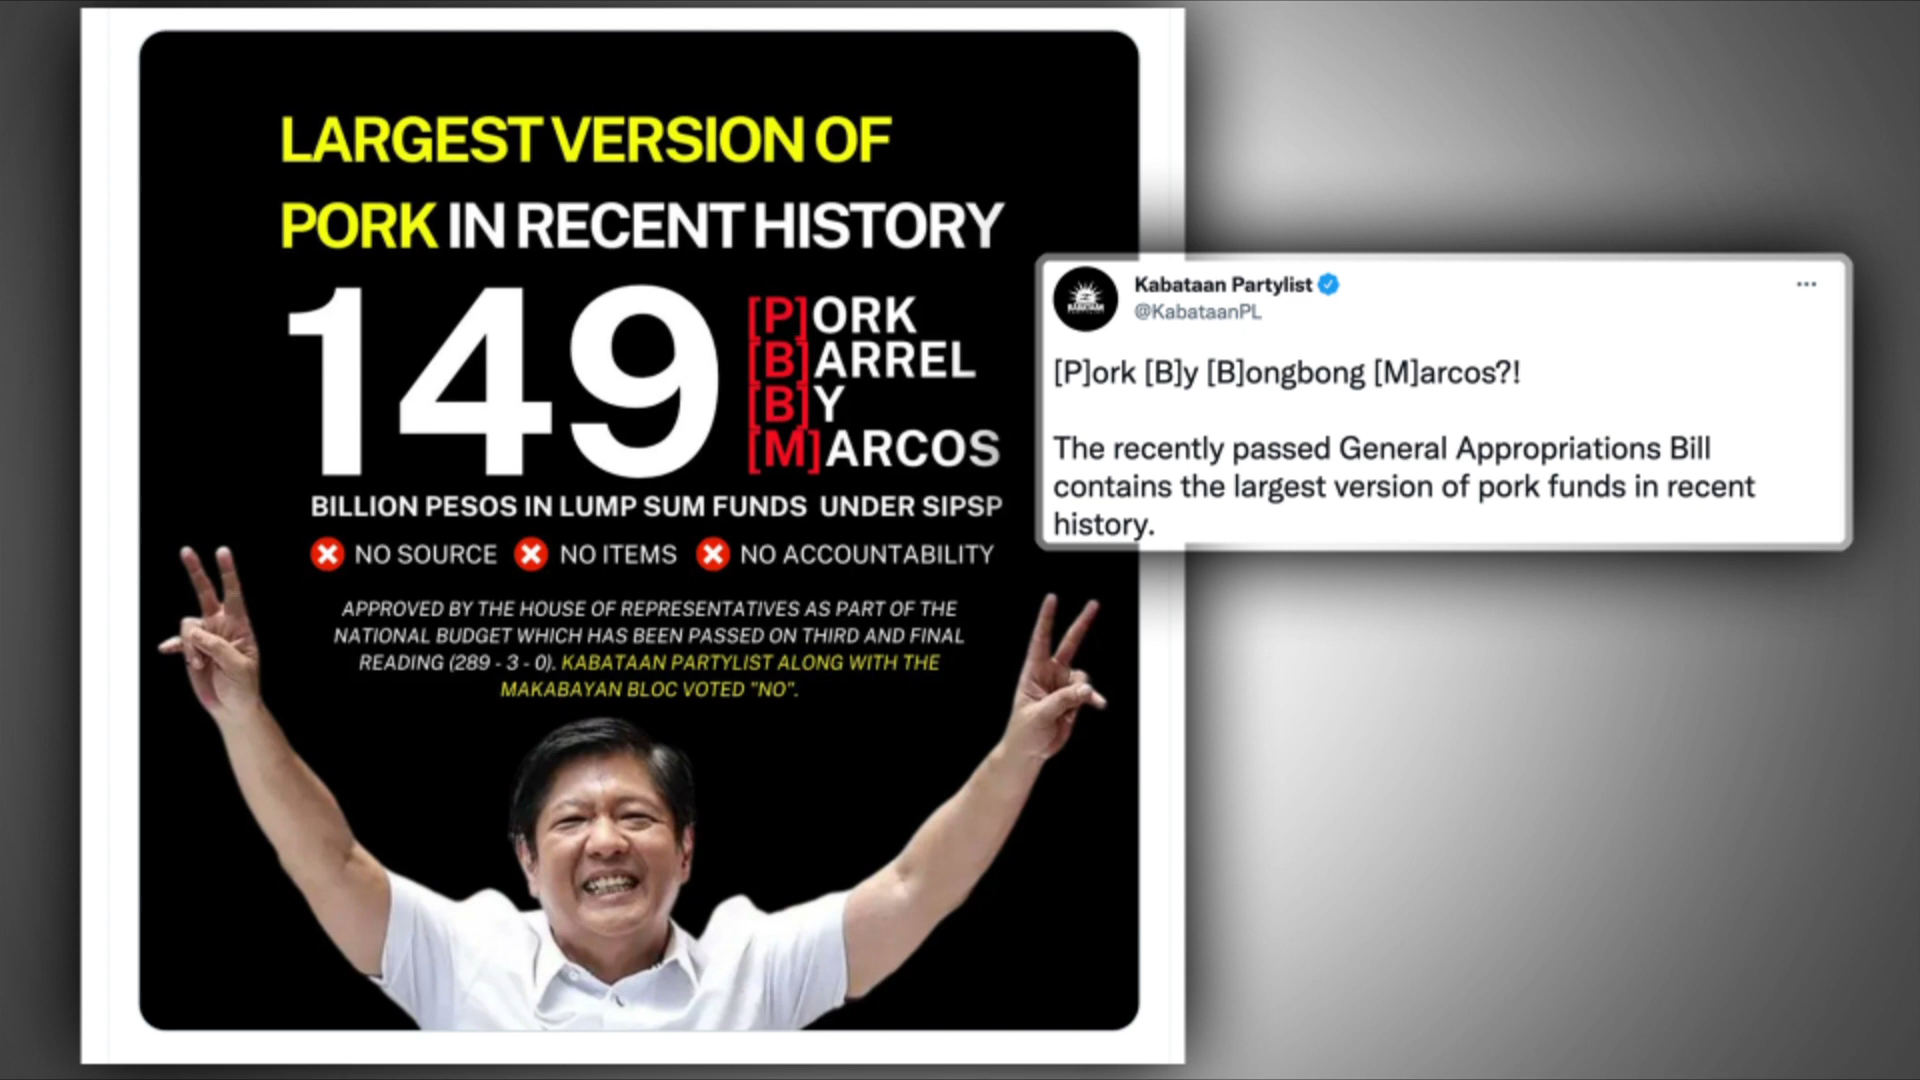 LARGEST VERSION OF
PORK IN RECENT HISTORY
149
[P]ORK
[B]ARREL
[B]Y
[M]ARCOS
BILLION PESOS IN LUMP SUM FUNDS UNDER SIPSP
NO SOURCE NO ITEMS NO ACCOUNTABILITY
APPROVED BY THE HOUSE OF REPRESENTATIVES AS PART OF THE
NATIONAL BUDGET WHICH HAS BEEN PASSED ON THIRD AND FINAL
READING (289 - 3 - 0). KABATAAN PARTYLIST ALONG WITH THE
MAKABAYAN BLOC VOTED "NO".
Kabataan Partylist
@KabataanPL
[P]ork [B]y [B]ongbong [M]arcos?!
The recently passed General Appropriations Bill
contains the largest version of pork funds in recent
history.